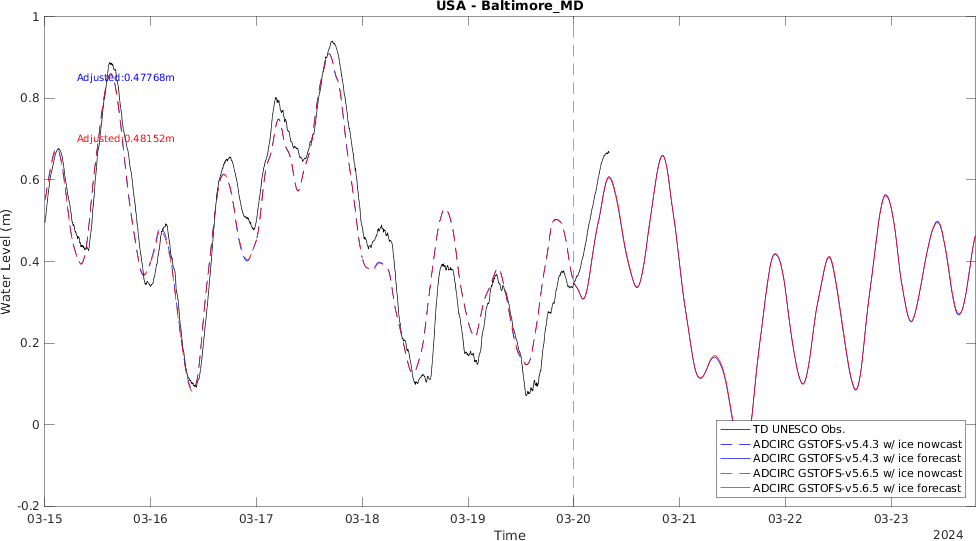 USA - Baltimore_MD
1
0.8
0.6
0.4
0.2
0
-0.2
Water Level (m)
Adjusted:0.47768m
Adjusted:0.48152m
TD UNESCO Obs.
ADCIRC GSTOFS-v5.4.3 w/ ice nowcast
ADCIRC GSTOFS-v5.4.3 w/ ice forecast
ADCIRC GSTOFS-v5.6.5 w/ ice nowcast
ADCIRC GSTOFS-v5.6.5 w/ ice forecast
03-15 03-16 03-17 03-18 03-19 03-20 03-21 03-22 03-23
Time
2024